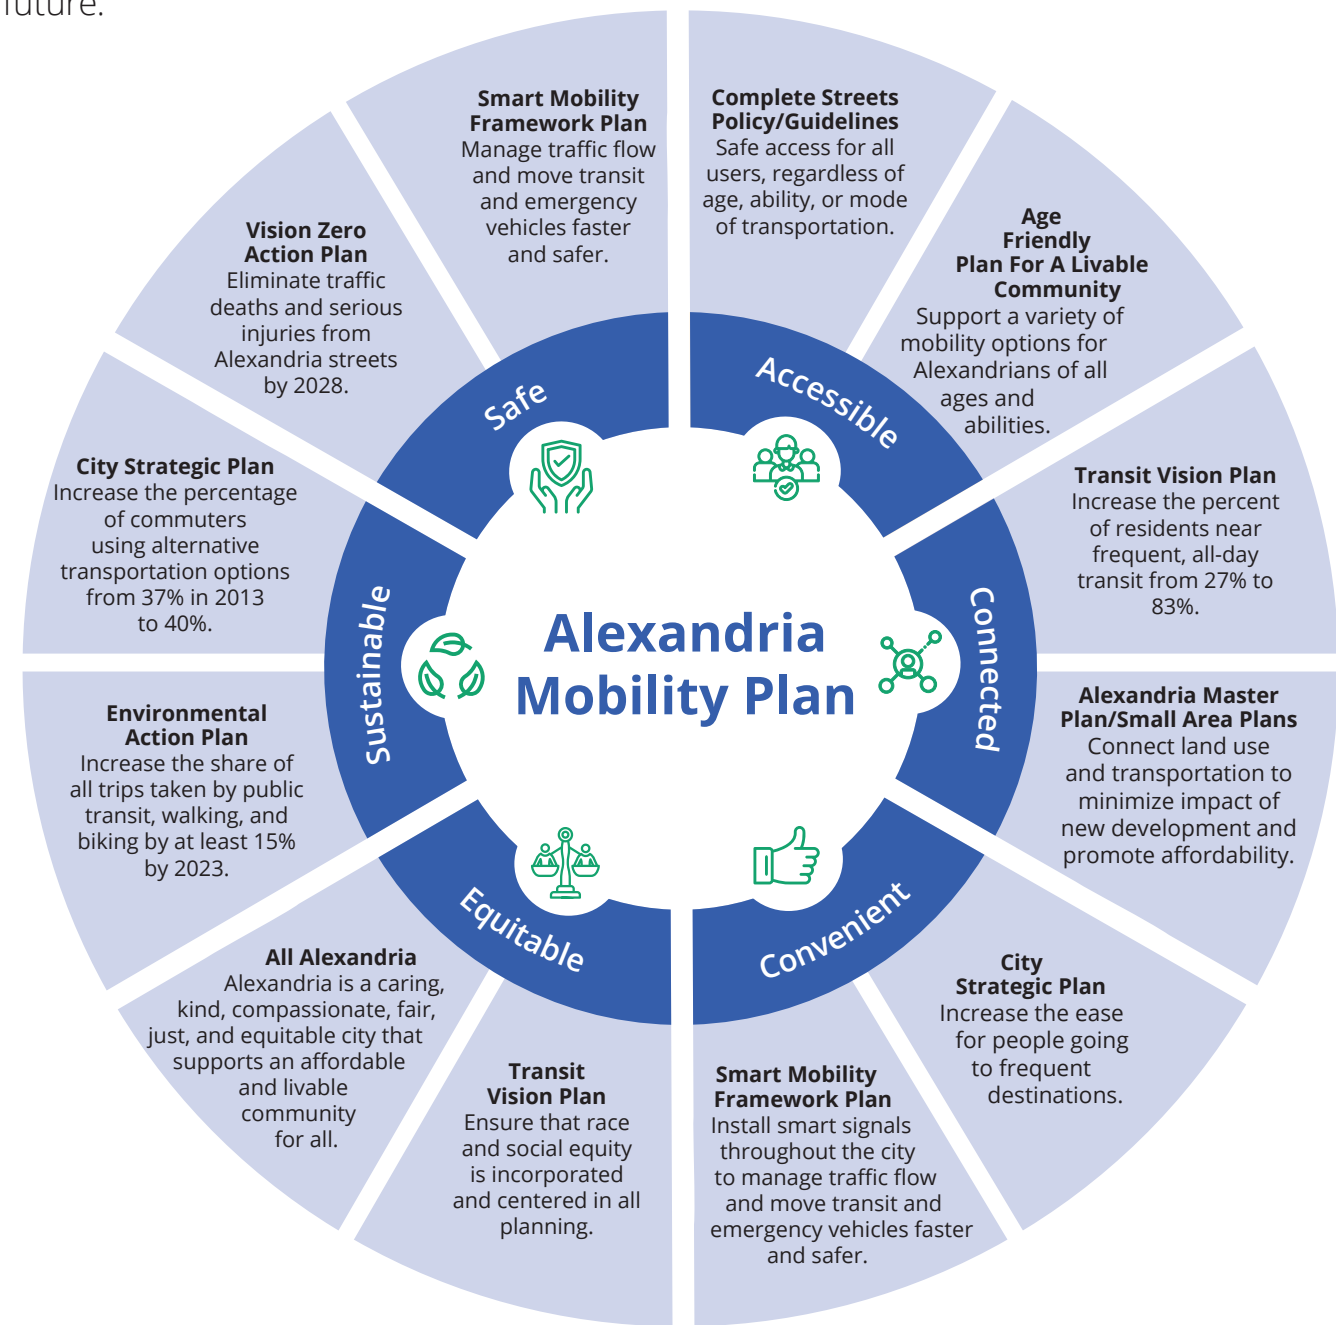 future.
Smart Mobility
Framework Plan
Manage traffic flow
and move transit
and emergency
vehicles faster
and safer.
Complete Streets
Policy/Guidelines
Safe access for all
users, regardless of
age, ability, or mode
of transportation.
Vision Zero
Action Plan
Eliminate traffic
deaths and serious
injuries from
Alexandria streets
by 2028.
Age
Friendly
Plan For A Livable
Community
Support a variety of
mobility options for
Alexandrians of all
ages and
abilities.
City Strategic Plan
Increase the percentage
of commuters
using alternative
transportation options
from 37% in 2013
to 40%.
Transit Vision Plan
Increase the percent
of residents near
frequent, all-day
transit from 27% to
83%.
Safe
Accessible
Sustainable
Connected
Alexandria
Mobility Plan
Equitable
Convenient
Environmental
Action Plan
Increase the share of
all trips taken by public
transit, walking, and
biking by at least 15%
by 2023.
Alexandria Master
Plan/Small Area Plans
Connect land use
and transportation to
minimize impact of
new development and
promote affordability.
All Alexandria
Alexandria is a caring,
kind, compassionate, fair,
just, and equitable city that
supports an affordable
and livable
community
for all.
City
Strategic Plan
Increase the ease
for people going
to frequent
destinations.
Transit
Vision Plan
Ensure that race
and social equity
is incorporated
and centered in all
planning.
Smart Mobility
Framework Plan
Install smart signals
throughout the city
to manage traffic flow
and move transit and
emergency vehicles faster
and safer.